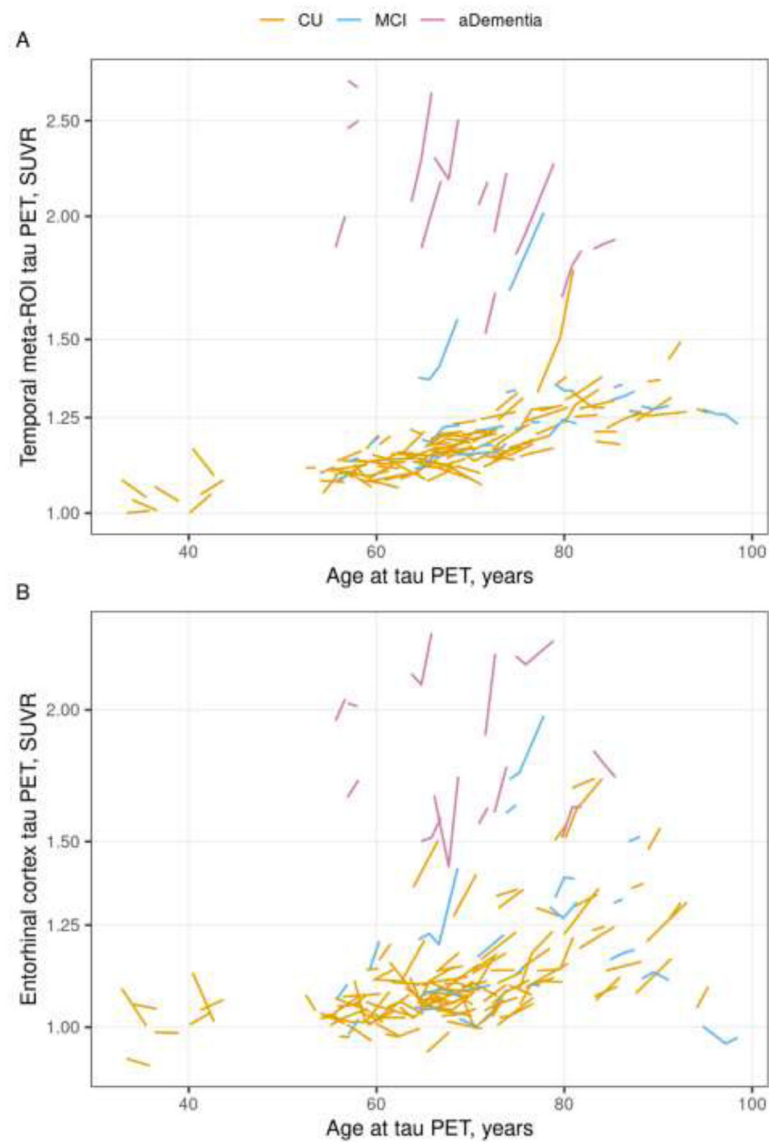 CU MCI aDementia
A
Temporal meta-ROI tau PET, SUVR
2.50
2.00
1.50
1.25
1.00
40 60 80 100
Age at tau PET, years
B
Entorhinal cortex tau PET, SUVR
2.00
1.50
1.25
1.00
40 60 80 100
Age at tau PET, years